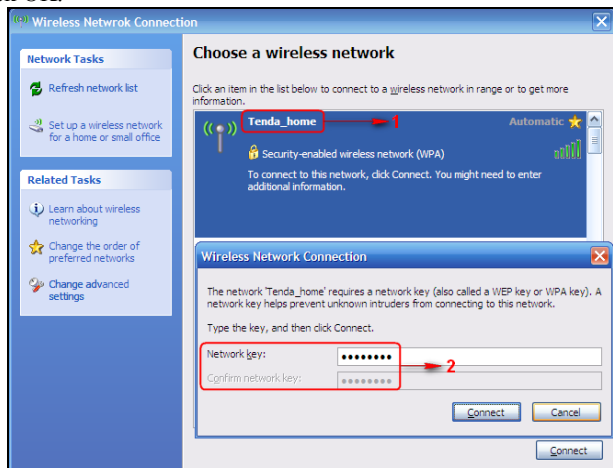 Wireless Netwrok Connection
Network Tasks
Refresh network list
Set up a wireless network
for a home or small office
Related Tasks
Learn about wireless
networking
Change the order of
preferred networks
Change advanced
settings
Choose a wireless network
Click an item in the list below to connect to a wireless network in range or to get more
information.
Tenda_home
1
Automatic
Security-enabled wireless network (WPA)
To connect to this network, click Connect. You might need to enter
additional information.
Wireless Network Connection
The network 'Tenda_home' requires a network key (also called a WEP key or WPA key). A
network key helps prevent unknown intruders from connecting to this network.
Type the key, and then click Connect.
Network key:
2
Confirm network key:
Connect
Cancel
Connect